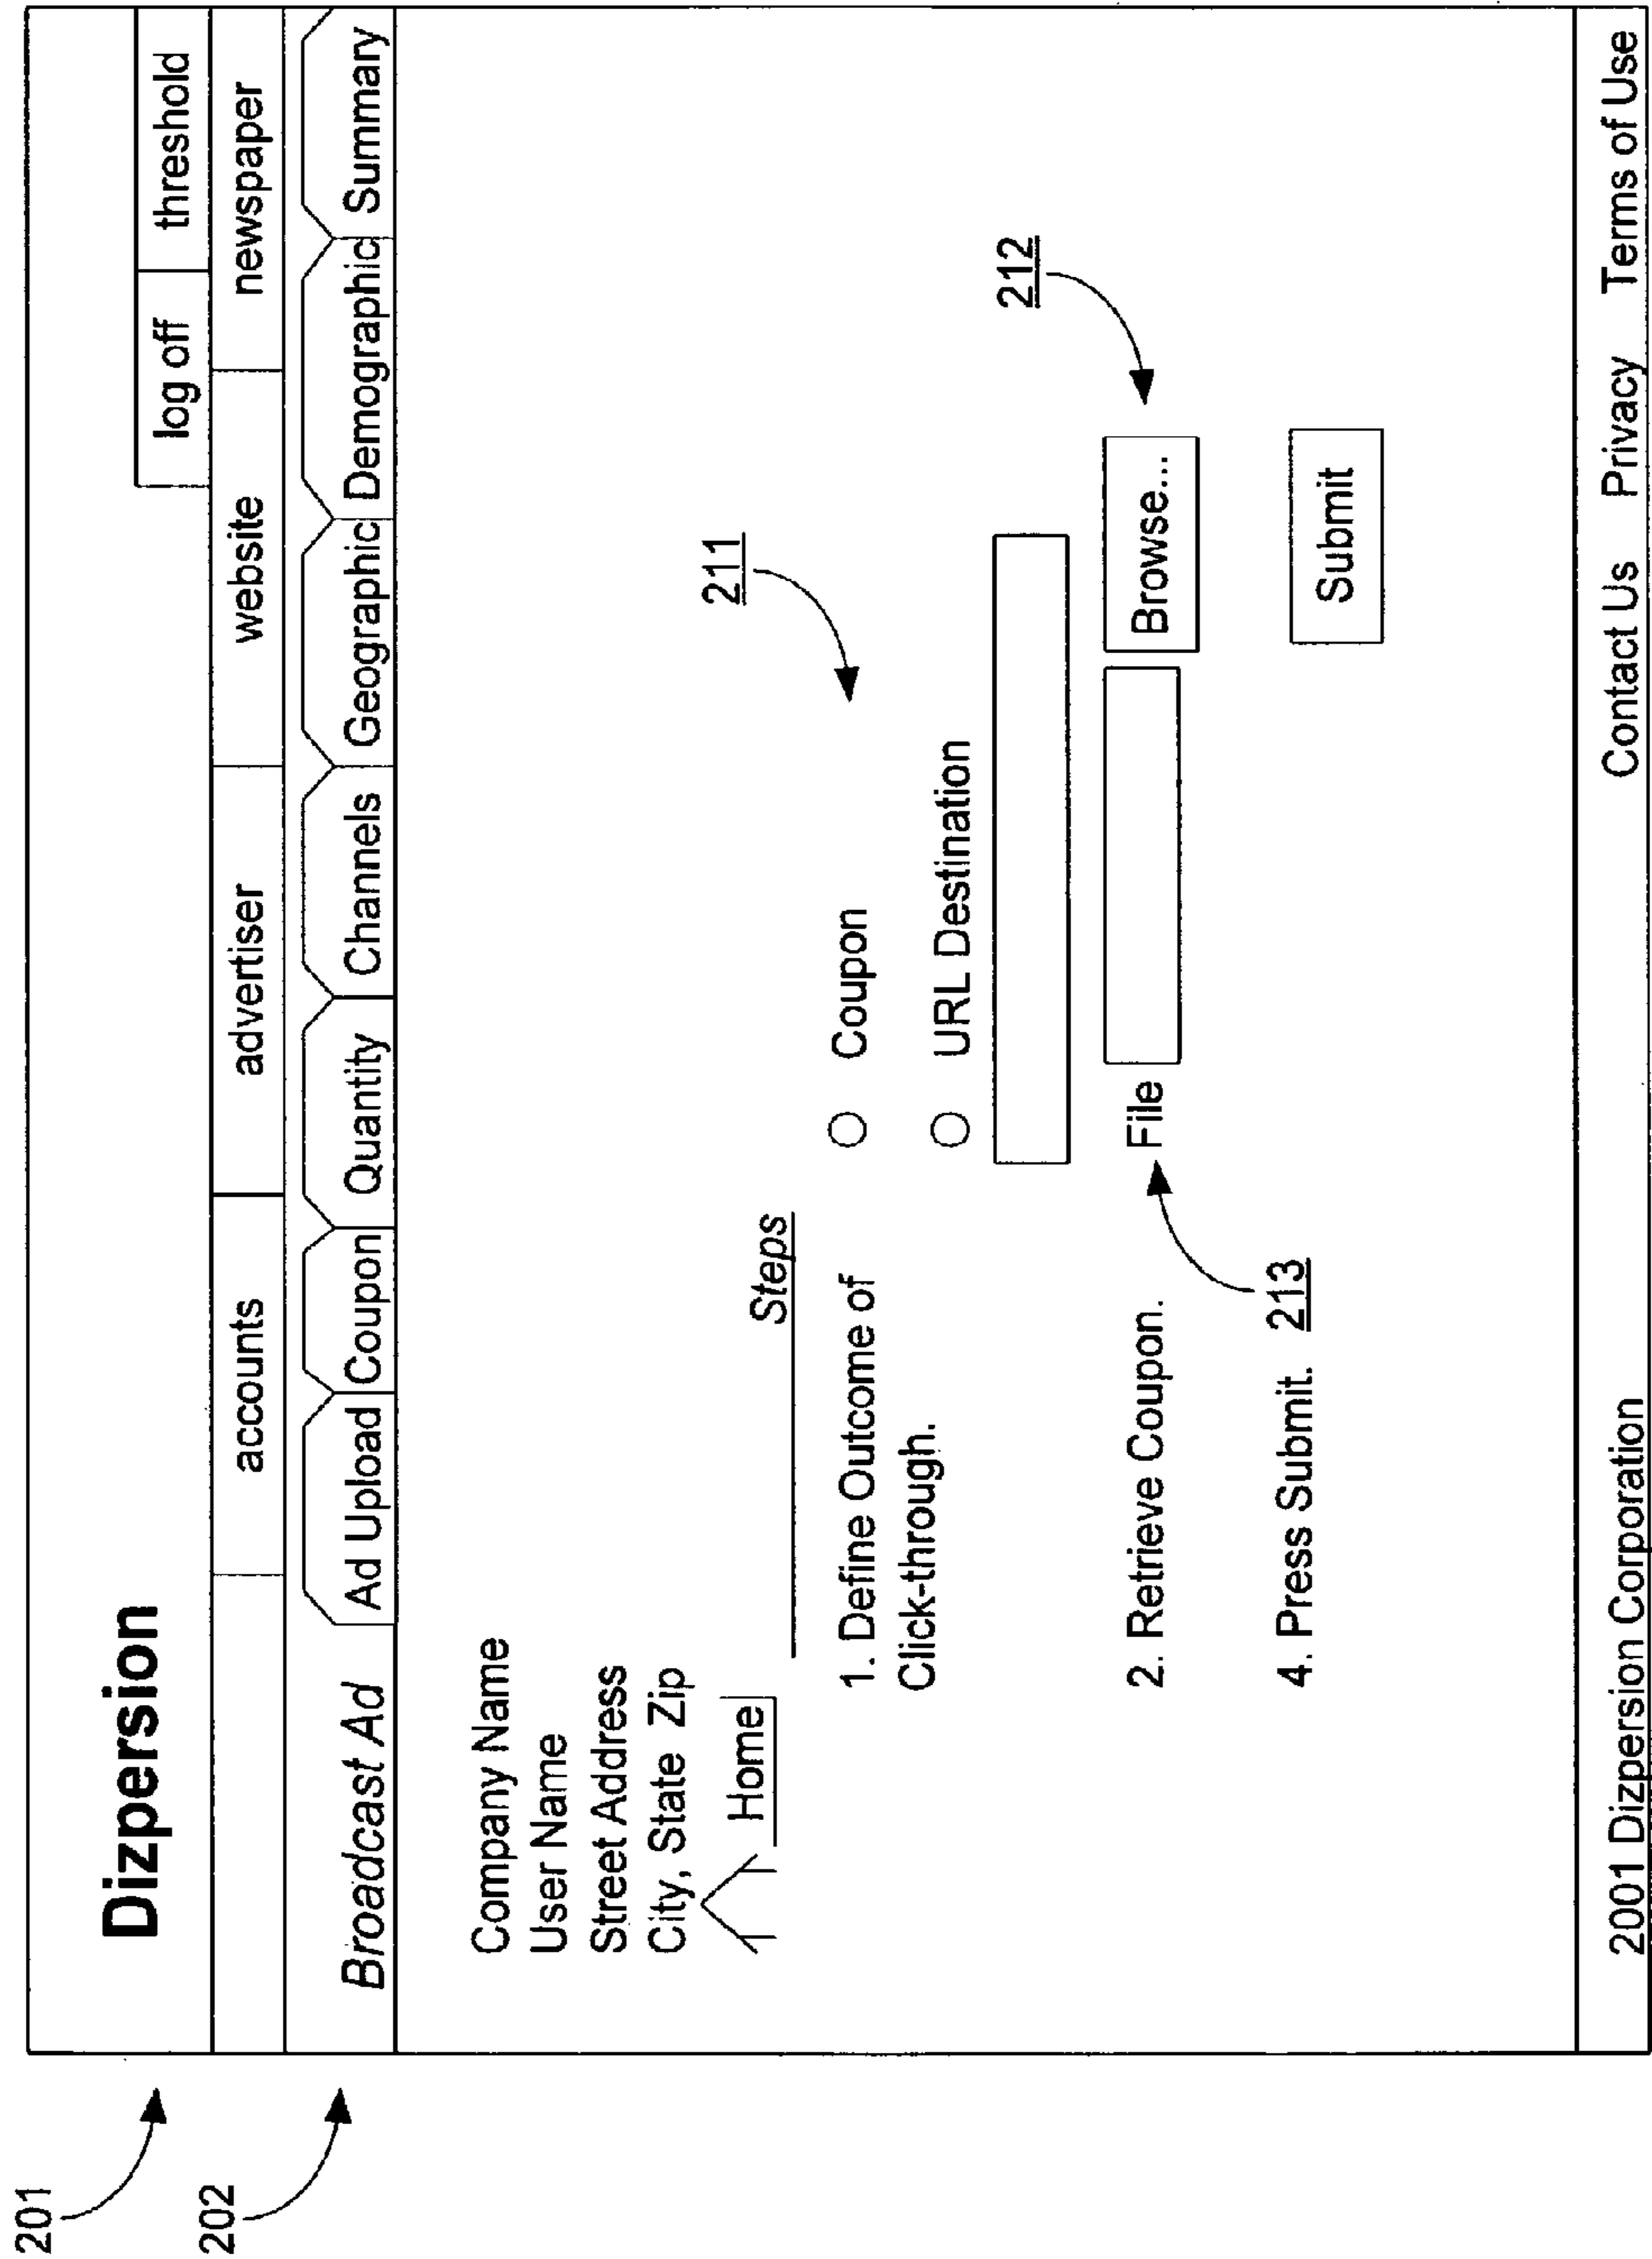 201
Dizpersion
log off threshold
accounts advertiser website newspaper
202
Broadcast Ad Ad Upload Coupon Quantity Channels Geographic Demographic Summary
Company Name
User Name
Street Address
City, State Zip
Home
Steps
211
1. Define Outcome of
Click-through.
Coupon
URL Destination
212
2. Retrieve Coupon.
File
Browse...
4. Press Submit.
213
Submit
2001 Dizpersion Corporation
Contact Us Privacy Terms of Use